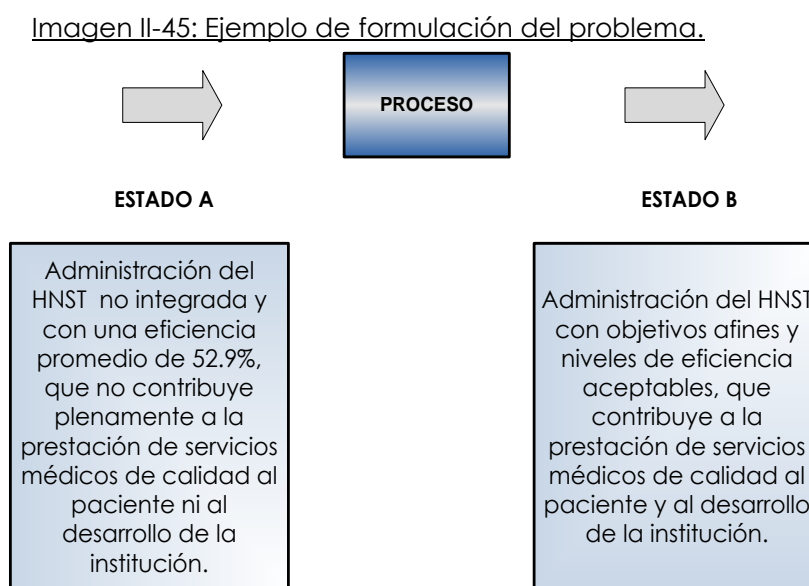 Imagen II-45: Ejemplo de formulación del problema.
PROCESO
ESTADO A
ESTADO B
Administración del
HNST no integrada y
con una eficiencia
promedio de 52.9%,
que no contribuye
plenamente a la
prestación de servicios
médicos de calidad al
paciente ni al
desarrollo de la
institución.
Administración del HNST
con objetivos afines y
niveles de eficiencia
aceptables, que
contribuye a la
prestación de servicios
médicos de calidad al
paciente y al desarrollo
de la institución.